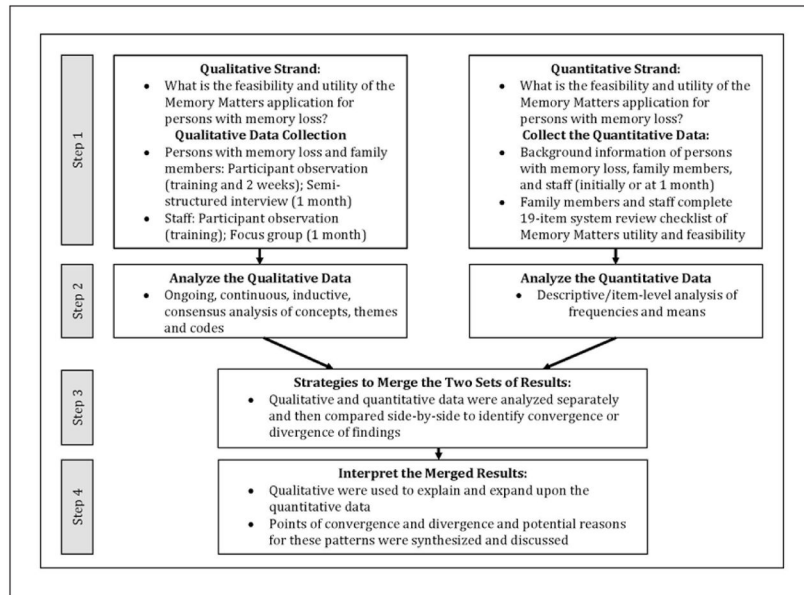 Step 1
Qualitative Strand:
• What is the feasibility and utility of the
Memory Matters application for
persons with memory loss?
Qualitative Data Collection
• Persons with memory loss and family
members: Participant observation
(training and 2 weeks); Semi-
structured interview (1 month)
• Staff: Participant observation
(training); Focus group (1 month)
Quantitative Strand:
• What is the feasibility and utility of the
Memory Matters application for
persons with memory loss?
Collect the Quantitative Data:
• Background information of persons
with memory loss, family members,
and staff (initially or at 1 month)
• Family members and staff complete
19-item system review checklist of
Memory Matters utility and feasibility
Step 2
Analyze the Qualitative Data
• Ongoing, continuous, inductive,
consensus analysis of concepts, themes
and codes
Analyze the Quantitative Data
• Descriptive/item-level analysis of
frequencies and means
Step 3
Strategies to Merge the Two Sets of Results:
• Qualitative and quantitative data were analyzed separately
and then compared side-by-side to identify convergence or
divergence of findings
Step 4
Interpret the Merged Results:
• Qualitative were used to explain and expand upon the
quantitative data
• Points of convergence and divergence and potential reasons
for these patterns were synthesized and discussed